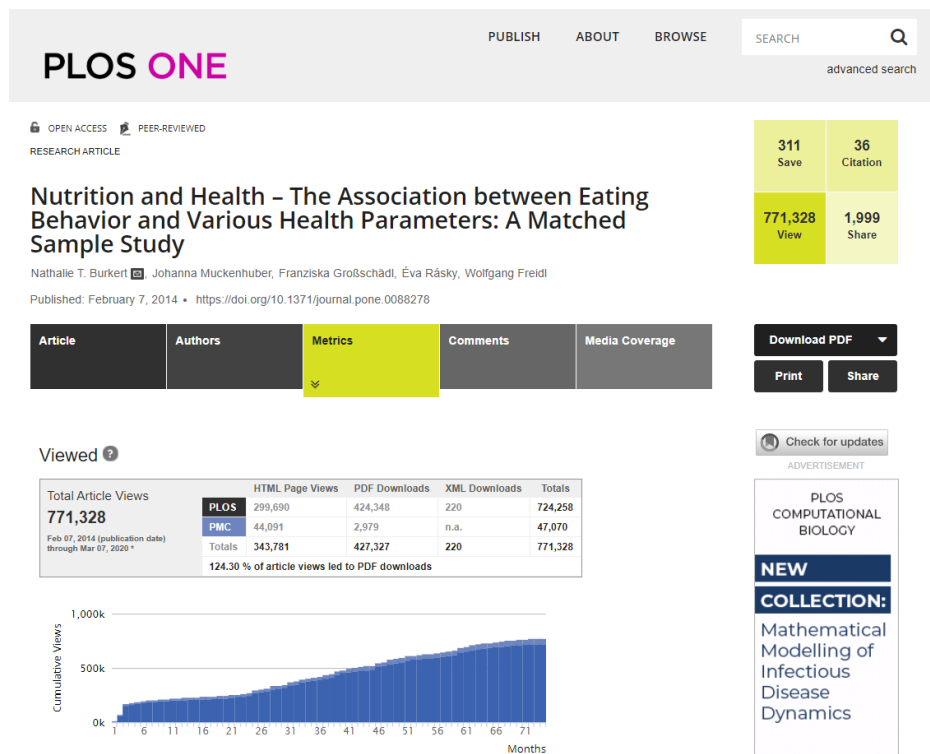 PUBLISH ABOUT BROWSE SEARCH
PLOS ONE
advanced search
OPEN ACCESS PEER-REVIEWED
RESEARCH ARTICLE
311 36
Save Citation
771,328 1,999
View Share
Nutrition and Health – The Association between Eating
Behavior and Various Health Parameters: A Matched
Sample Study
Nathalie T. Burkert , Johanna Muckenhuber, Franziska Großschädl, Éva Rásky, Wolfgang Freidl
Published: February 7, 2014 • https://doi.org/10.1371/journal.pone.0088278
Article Authors Metrics Comments Media Coverage
Download PDF
Print Share
Viewed ?
Total Article Views
771,328
Feb 07, 2014 (publication date)
through Mar 07, 2020 *
HTML Page Views PDF Downloads XML Downloads Totals
PLOS 299,690 424,348 220 724,258
PMC 44,091 2,979 n.a. 47,070
Totals 343,781 427,327 220 771,328
124.30 % of article views led to PDF downloads
Cumulative Views
1,000k
500k
0k
1 6 11 16 21 26 31 36 41 46 51 56 61 66 71
Months
Check for updates
ADVERTISEMENT
PLOS
COMPUTATIONAL
BIOLOGY
NEW
COLLECTION:
Mathematical
Modelling of
Infectious
Disease
Dynamics